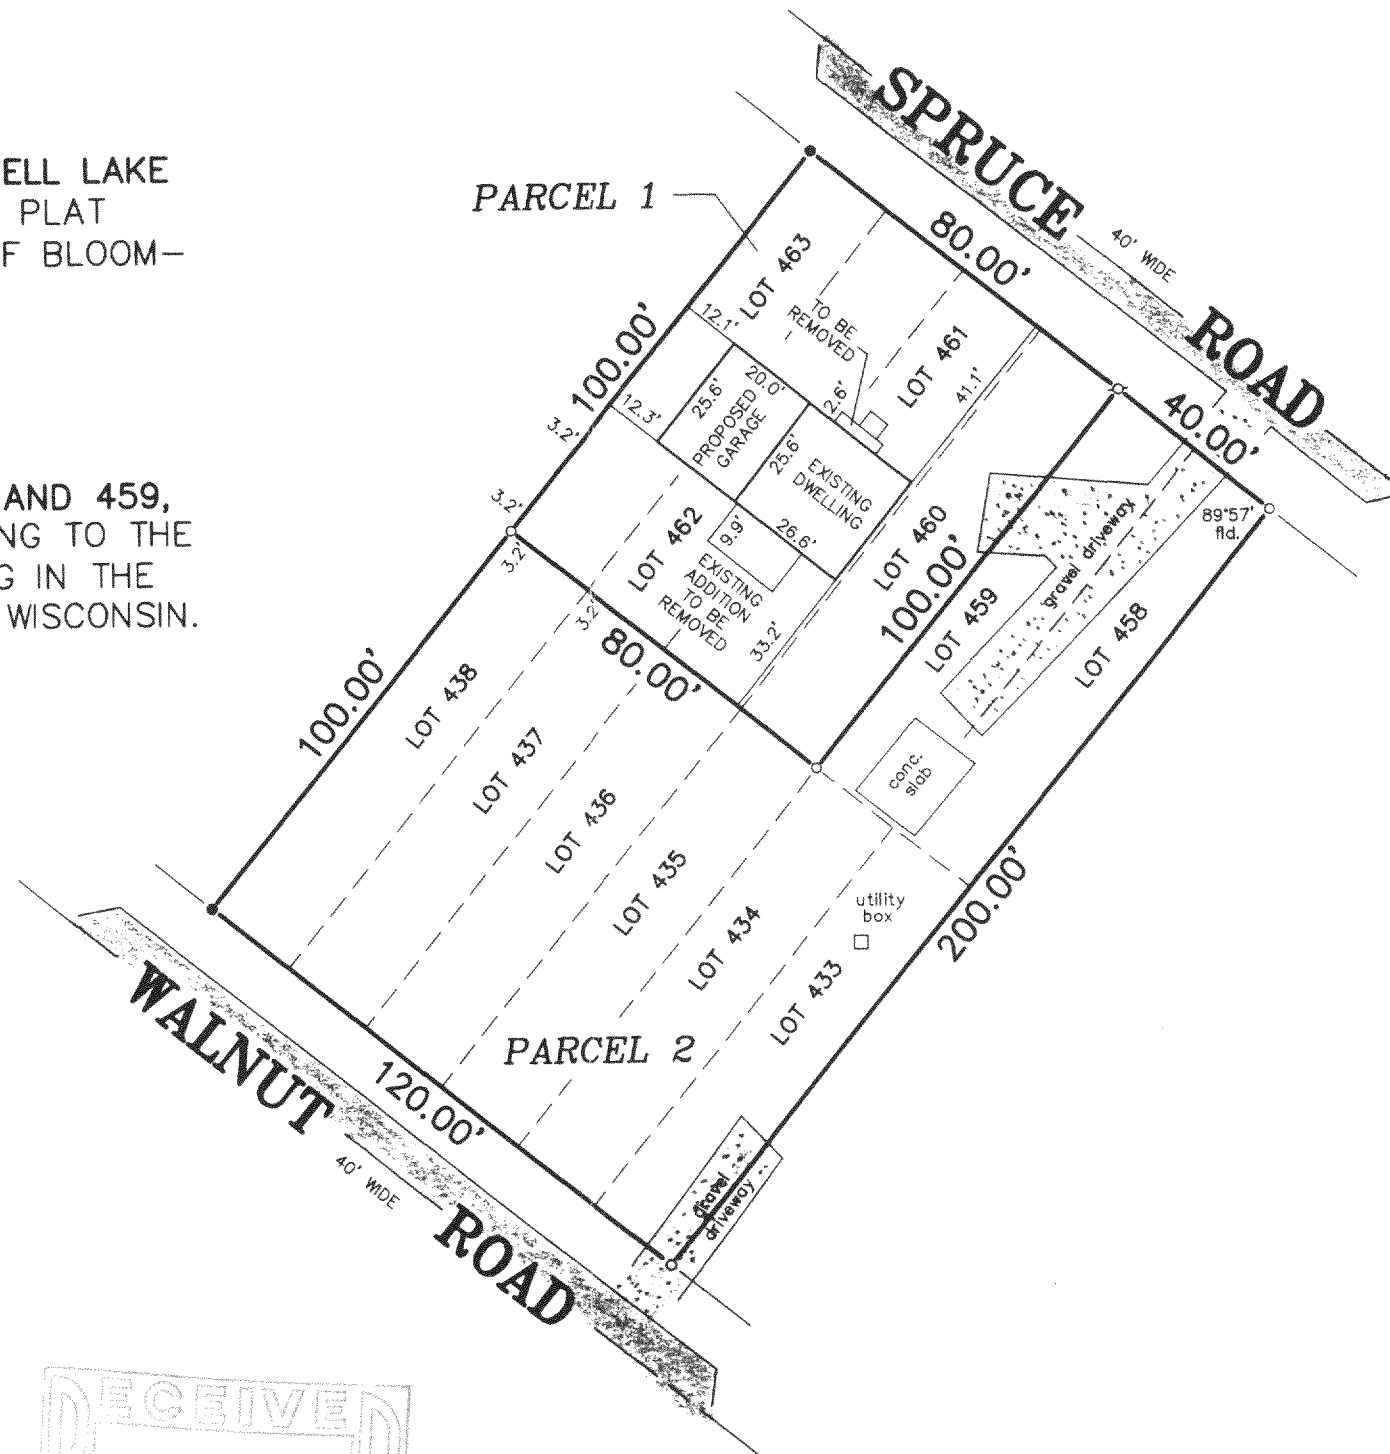 ELL LAKE
PLAT
F BLOOM-
AND 459,
NG TO THE
G IN THE
WISCONSIN.
SPRUCE
ROAD
40' WIDE
PARCEL 1
80.00'
40.00'
LOT 463
TO BE
REMOVED
LOT 461
12.1'
100.00'
20.0'
25.6'
PROPOSED
GARAGE
2.6'
41.1'
12.3'
3.2'
25.6'
EXISTING
DWELLING
89°57'
fld.
gravel driveway
3.2'
3.2'
LOT 462
9.9'
26.6'
LOT 460
100.00'
EXISTING
ADDITION
TO BE
REMOVED
3.2'
33.2'
80.00'
LOT 459
LOT 458
100.00'
LOT 438
LOT 437
LOT 436
LOT 435
LOT 434
LOT 433
conc.
slab
utility
box
200.00'
PARCEL 2
WALNUT
ROAD
40' WIDE
120.00'
gravel
driveway
RECEIVED